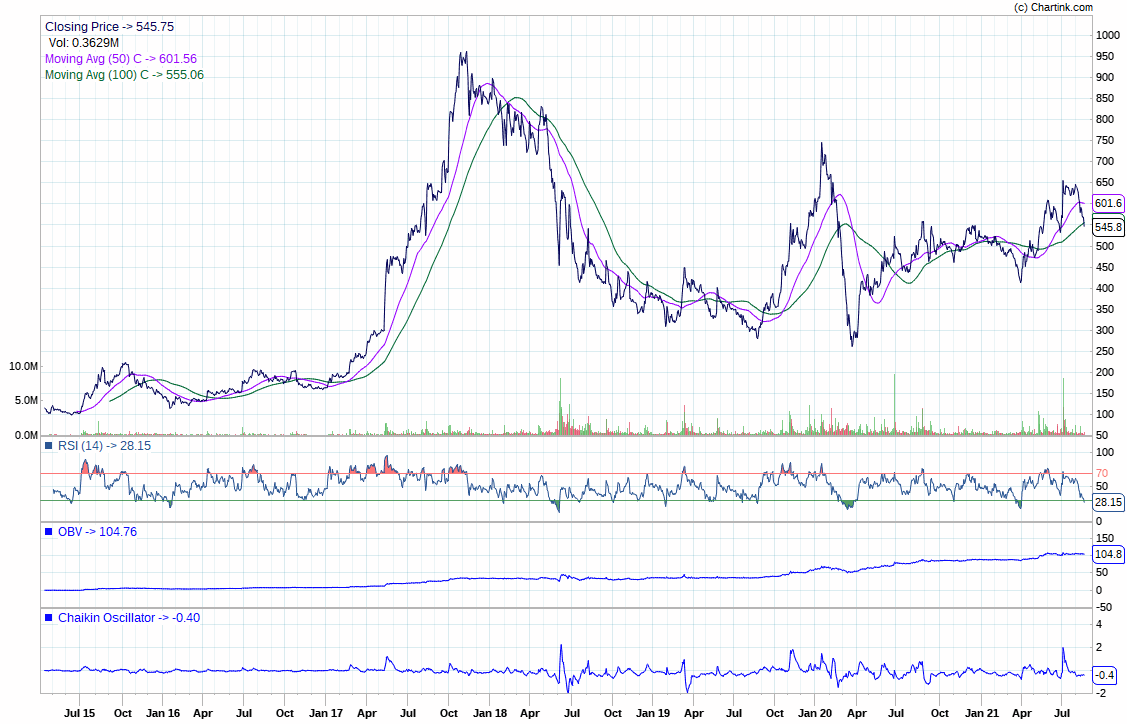 (c) Chartink.com
Closing Price -> 545.75
Vol: 0.3629M
Moving Avg (50) C -> 601.56
Moving Avg (100) C -> 555.06
1000
950
900
850
800
750
700
650
601.6
545.8
500
450
400
350
300
250
200
150
100
50
10.0M
5.0M
0.0M
RSI (14) -> 28.15
100
70
50
28.15
0
OBV -> 104.76
150
104.8
50
0
-50
Chaikin Oscillator -> -0.40
4
2
-0.4
-2
Jul 15 Oct Jan 16 Apr Jul Oct Jan 17 Apr Jul Oct Jan 18 Apr Jul Oct Jan 19 Apr Jul Oct Jan 20 Apr Jul Oct Jan 21 Apr Jul